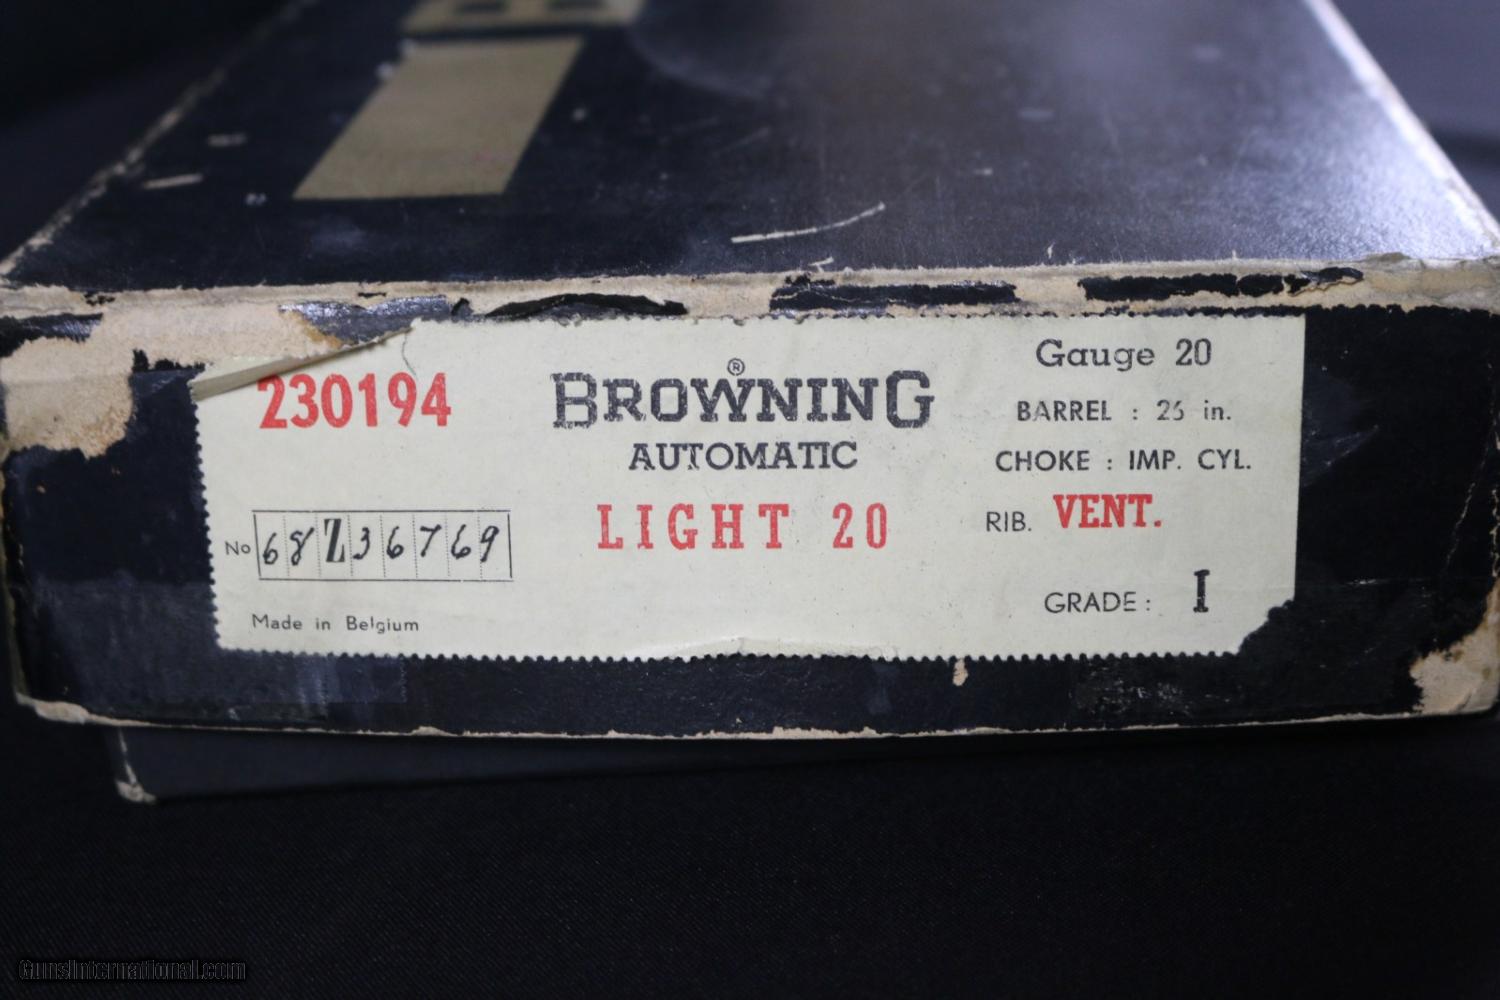 B
230194
BROWNING®
AUTOMATIC
LIGHT 20
No 68Z36769
Made in Belgium
Gauge 20
BARREL : 26 in.
CHOKE : IMP. CYL.
RIB. VENT.
GRADE : I
GunsInternational.com